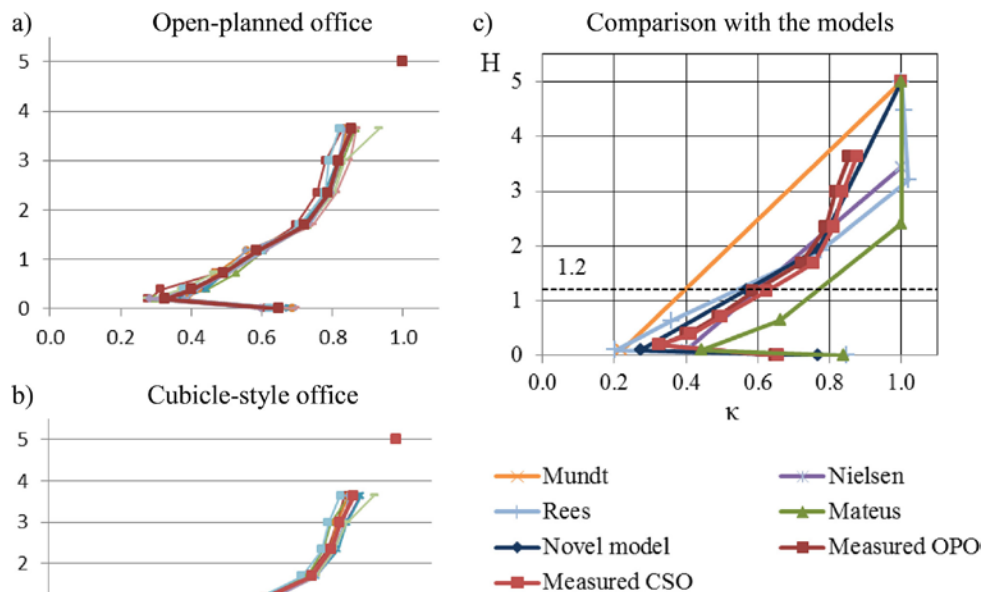 a) Open-planned office
5
4
3
2
1
0
0.0 0.2 0.4 0.6 0.8 1.0
b) Cubicle-style office
5
4
3
2
c) Comparison with the models
H
5
4
3
2
1.2
1
0
0.0 0.2 0.4 0.6 0.8 1.0
κ
Mundt Nielsen
Rees Mateus
Novel model Measured OPO
Measured CSO